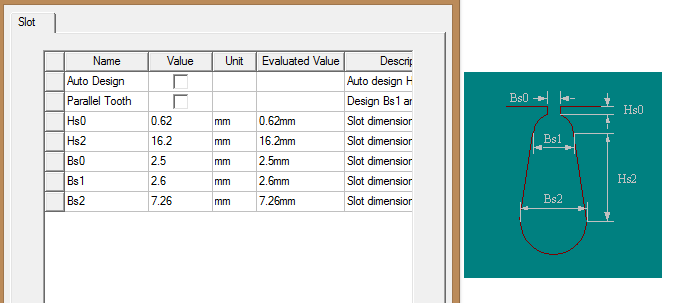 Slot
Name Value Unit Evaluated Value Descrip
Auto Design Auto design H
Parallel Tooth Design Bs1 ar
Hs0 0.62 mm 0.62mm Slot dimension
Hs2 16.2 mm 16.2mm Slot dimension
Bs0 2.5 mm 2.5mm Slot dimension
Bs1 2.6 mm 2.6mm Slot dimension
Bs2 7.26 mm 7.26mm Slot dimension
Bs0
Hs0
Bs1
Hs2
Bs2